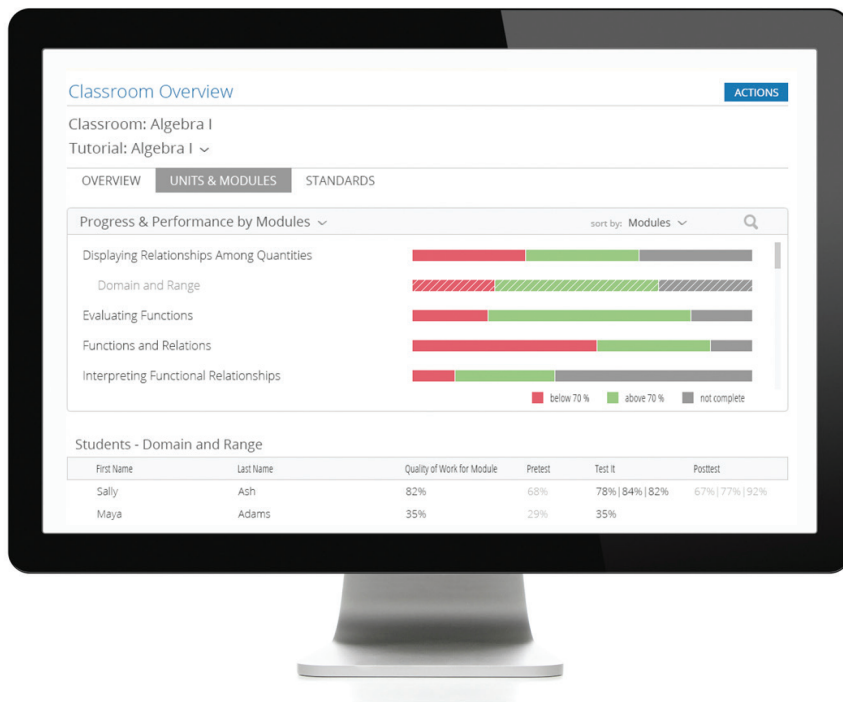 Classroom Overview
ACTIONS
Classroom: Algebra I
Tutorial: Algebra I
OVERVIEW UNITS & MODULES STANDARDS
Progress & Performance by Modules sort by: Modules
Displaying Relationships Among Quantities
Domain and Range
Evaluating Functions
Functions and Relations
Interpreting Functional Relationships
below 70 % above 70 % not complete
Students - Domain and Range
First Name Last Name Quality of Work for Module Pretest Test It Posttest
Sally Ash 82% 68% 78%|84%|82% 67%|77%|92%
Maya Adams 35% 29% 35%